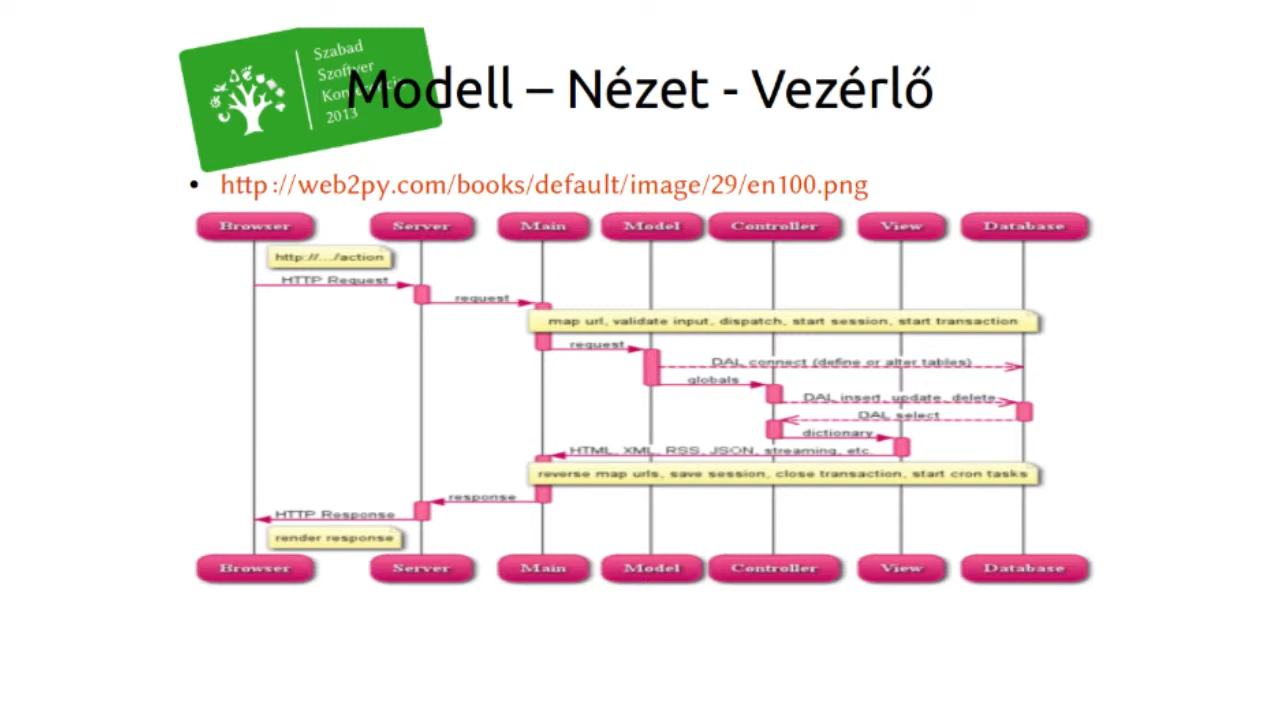 Szabad
Szoftver
2013
Modell – Nézet - Vezérlő
• http://web2py.com/books/default/image/29/en100.png
Browser Server Main Model Controller View Database
http://.../action
HTTP Request
request
map url, validate input, dispatch, start session, start transaction
request
DAL connect (define or alter tables)
globals
DAL insert, update, delete
DAL select
dictionary
HTML, XML, RSS, JSON, streaming, etc.
reverse map urls, save session, close transaction, start cron tasks
response
HTTP Response
render response
Browser Server Main Model Controller View Database